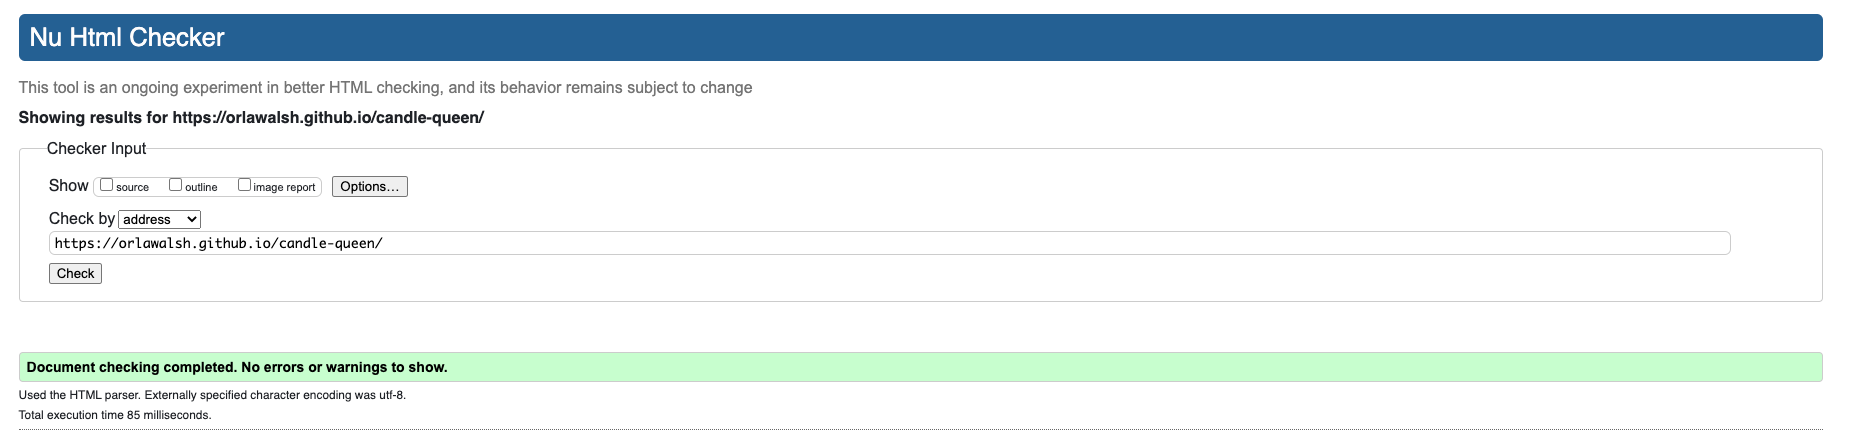 Nu Html Checker
This tool is an ongoing experiment in better HTML checking, and its behavior remains subject to change
Showing results for https://orlawalsh.github.io/candle-queen/
Checker Input
Show source outline image report Options...
Check by address
https://orlawalsh.github.io/candle-queen/
Check
Document checking completed. No errors or warnings to show.
Used the HTML parser. Externally specified character encoding was utf-8.
Total execution time 85 milliseconds.